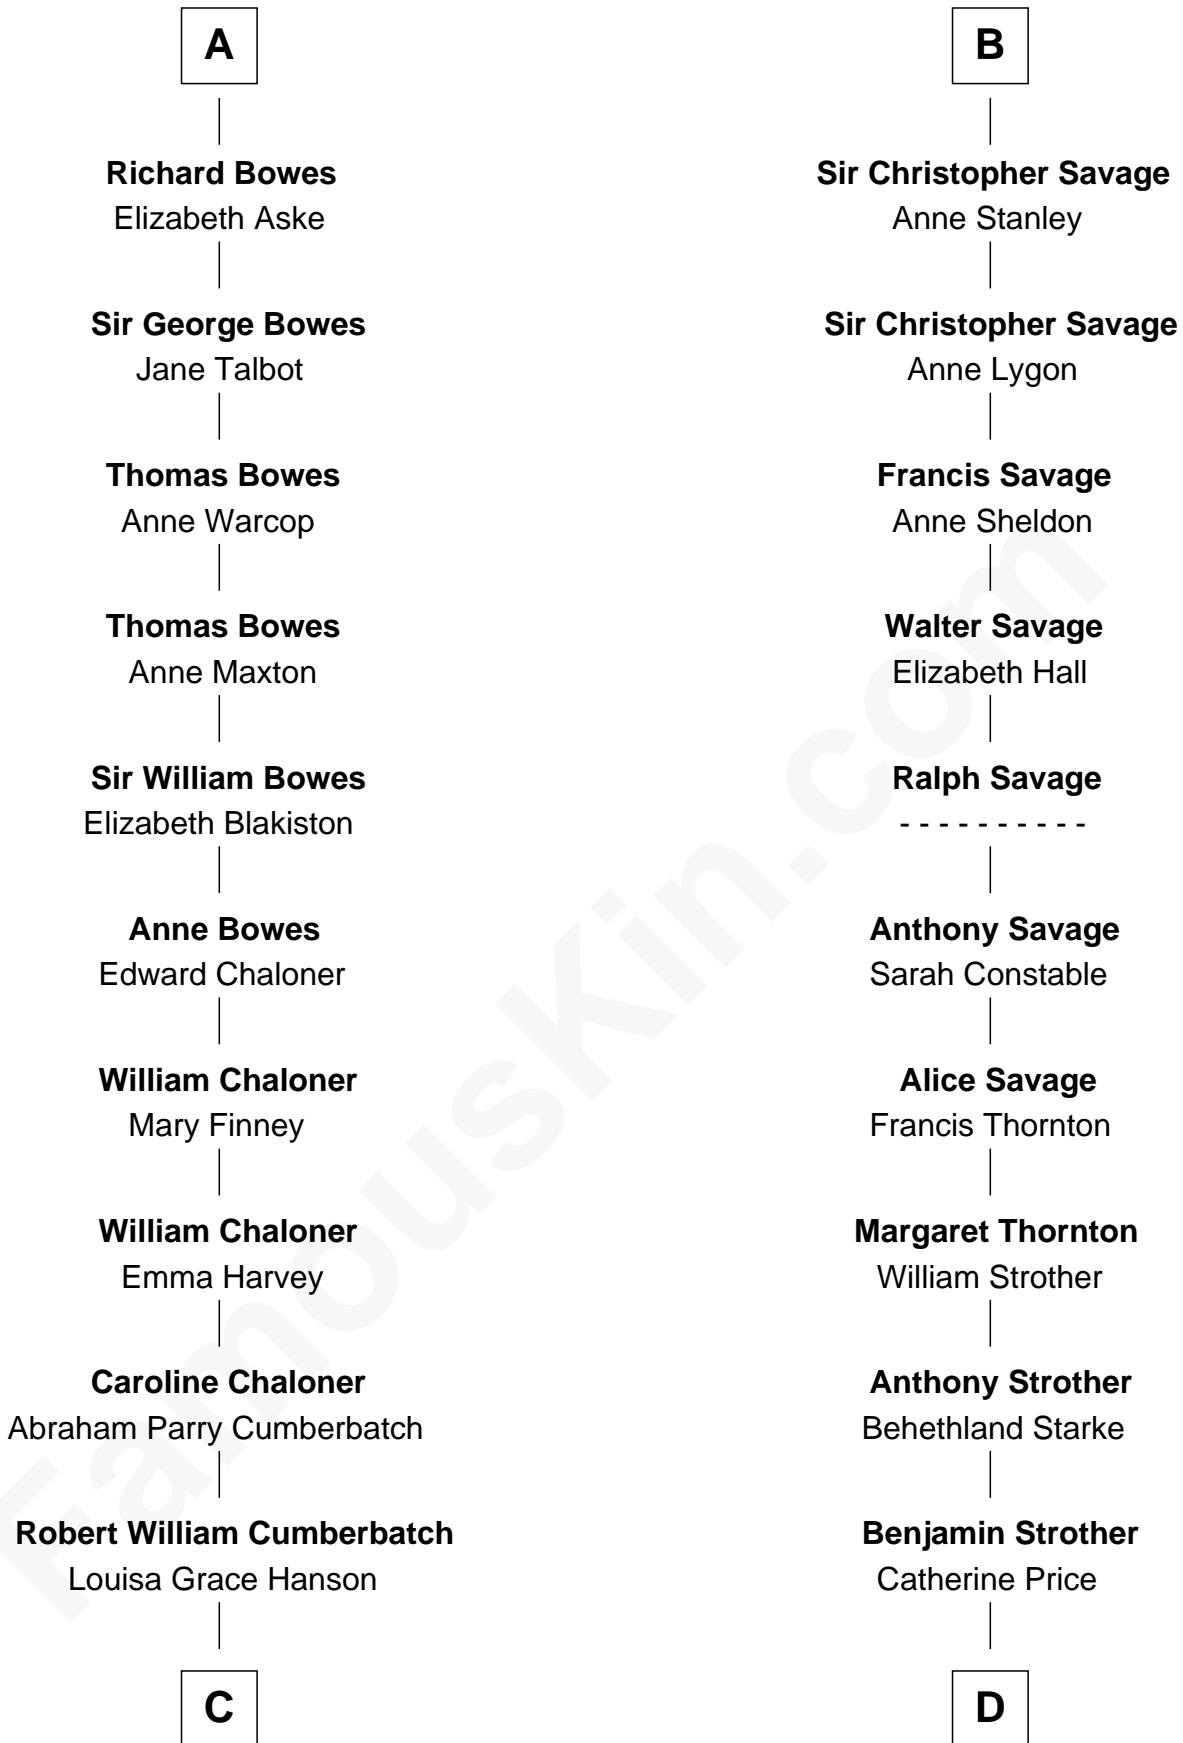 A
Richard Bowes
Elizabeth Aske
Sir George Bowes
Jane Talbot
Thomas Bowes
Anne Warcop
Thomas Bowes
Anne Maxton
Sir William Bowes
Elizabeth Blakiston
Anne Bowes
Edward Chaloner
William Chaloner
Mary Finney
William Chaloner
Emma Harvey
Caroline Chaloner
Abraham Parry Cumberbatch
Robert William Cumberbatch
Louisa Grace Hanson
C
B
Sir Christopher Savage
Anne Stanley
Sir Christopher Savage
Anne Lygon
Francis Savage
Anne Sheldon
Walter Savage
Elizabeth Hall
Ralph Savage
- - - - - - - - - -
Anthony Savage
Sarah Constable
Alice Savage
Francis Thornton
Margaret Thornton
William Strother
Anthony Strother
Behethland Starke
Benjamin Strother
Catherine Price
D
FamousKin.com